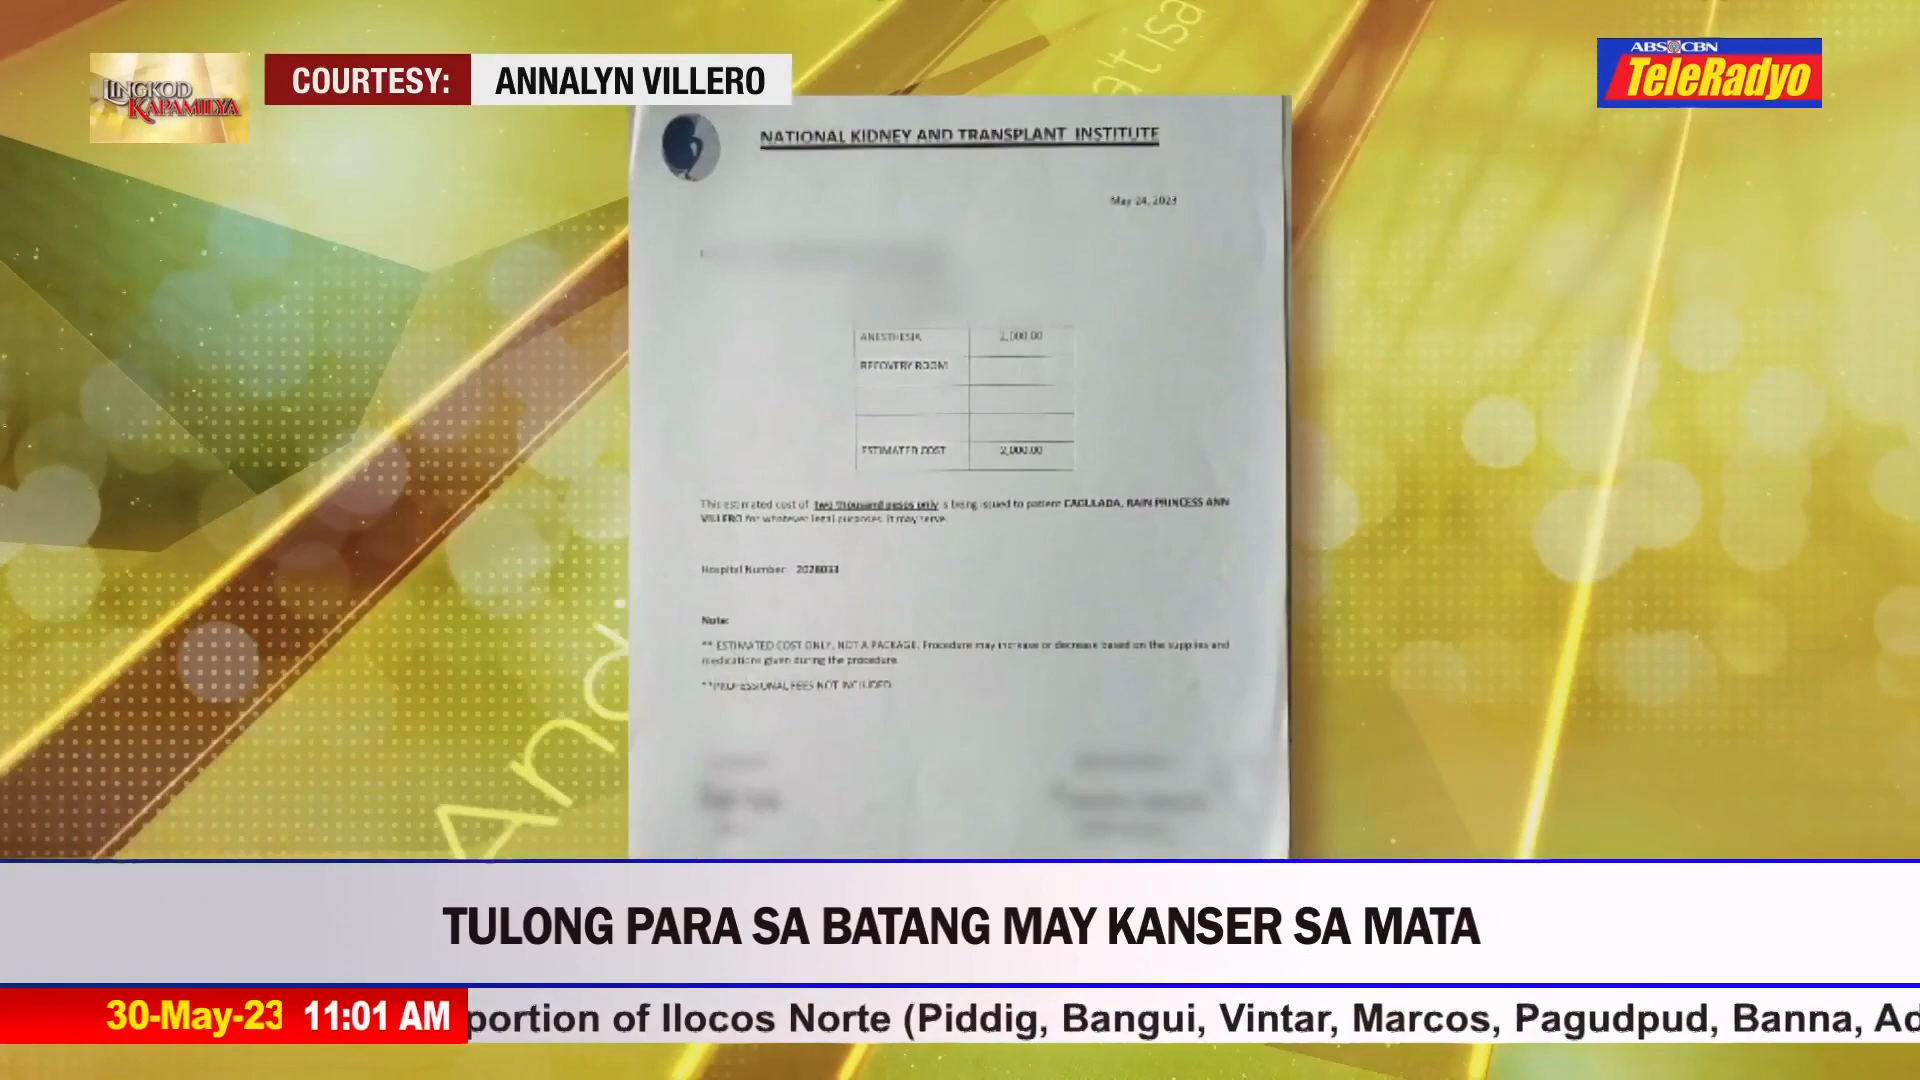 LINGKOD
KAPAMILYA
COURTESY: ANNALYN VILLERO
ABS CBN
TeleRadyo
NATIONAL KIDNEY AND TRANSPLANT INSTITUTE
May 24, 2023
ANESTHESIA 2,000.00
RECOVERY ROOM
ESTIMATED COST 2,000.00
This estimated cost of two thousand pesos only is being issued to patient CAGULADA, RAIN PRINCESS ANN
VILLERO for whatever legal purposes it may serve.
Hospital Number: 2028033
Note:
** ESTIMATED COST ONLY, NOT A PACKAGE. Procedure may increase or decrease based on the supplies and
medications given during the procedure.
**PROFESSIONAL FEES NOT INCLUDED
And
't isa
TULONG PARA SA BATANG MAY KANSER SA MATA
30-May-23 11:01 AM portion of Ilocos Norte (Piddig, Bangui, Vintar, Marcos, Pagudpud, Banna, Ad